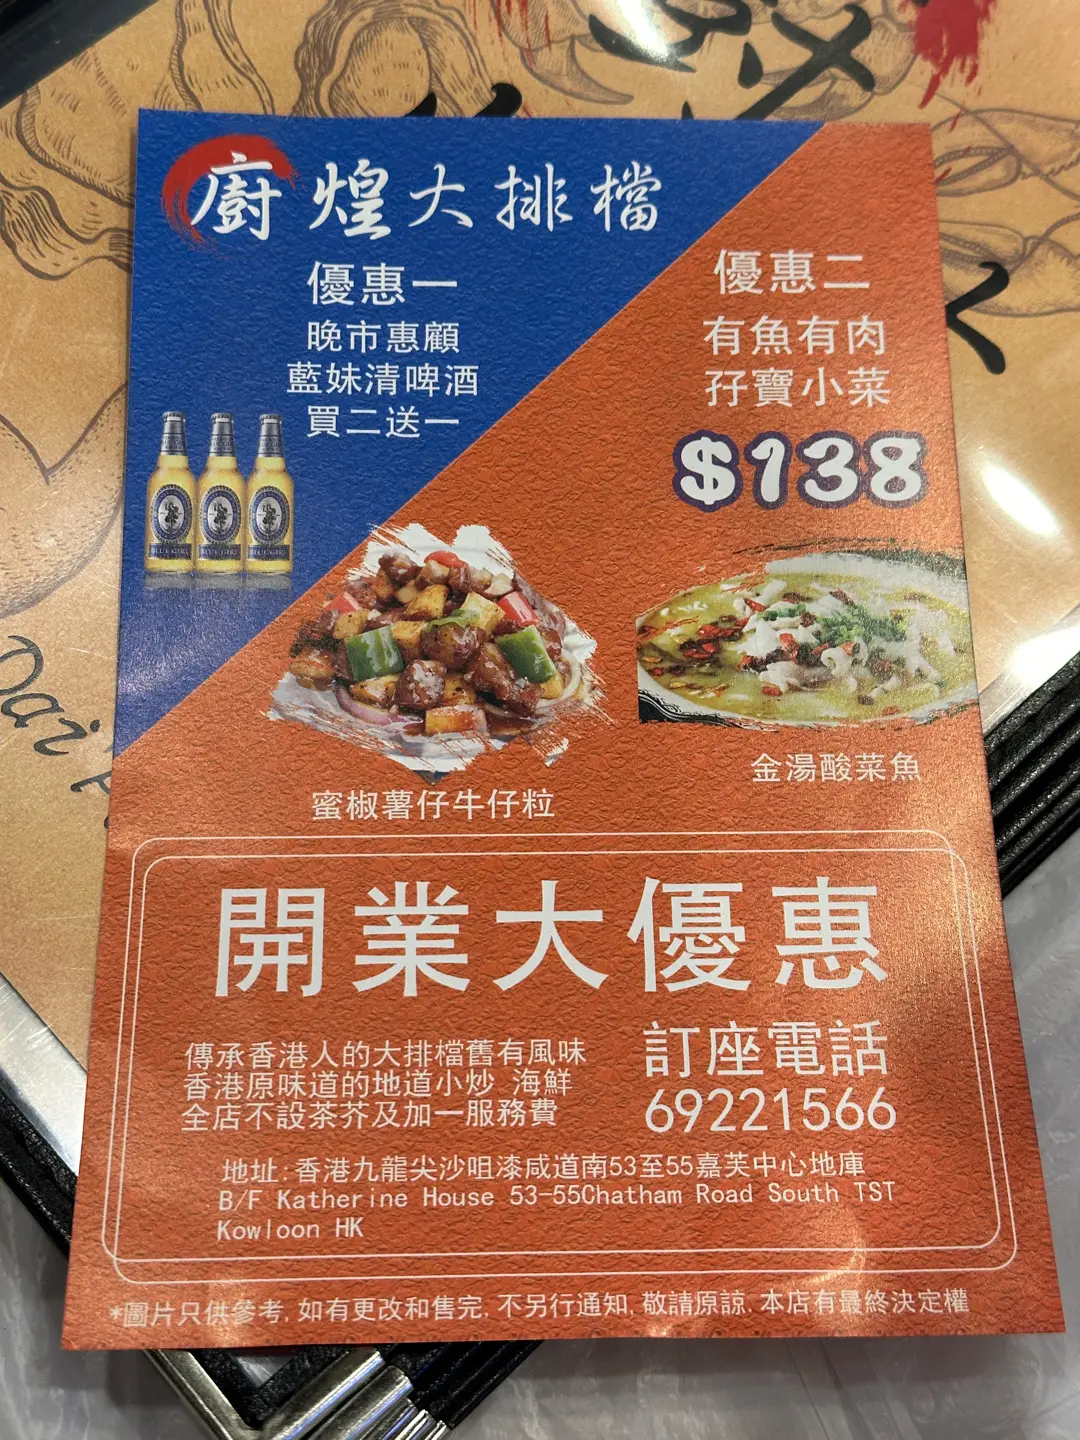 廚煌大排檔
優惠一
晚市惠顧
藍妹清啤酒
買二送一
優惠二
有魚有肉
孖寶小菜
$138
BLUE GIRL BLUE GIRL BLUE GIRL
金湯酸菜魚
蜜椒薯仔牛仔粒
開業大優惠
傳承香港人的大排檔舊有風味
香港原味道的地道小炒 海鮮
全店不設茶芥及加一服務費
訂座電話
69221566
地址:香港九龍尖沙咀漆咸道南53至55嘉芙中心地庫
B/F Katherine House 53-55Chatham Road South TST
Kowloon HK
*圖片只供參考, 如有更改和售完, 不另行通知, 敬請原諒. 本店有最終決定權